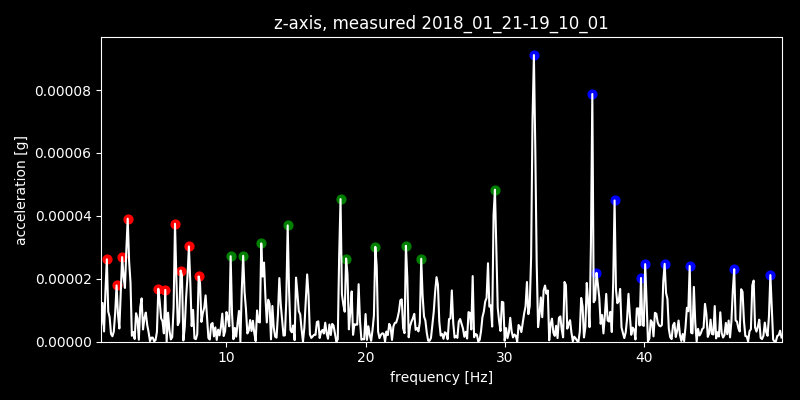 z-axis, measured 2018_01_21-19_10_01
0.00008
0.00006
0.00004
0.00002
0.00000
acceleration [g]
10 20 30 40
frequency [Hz]